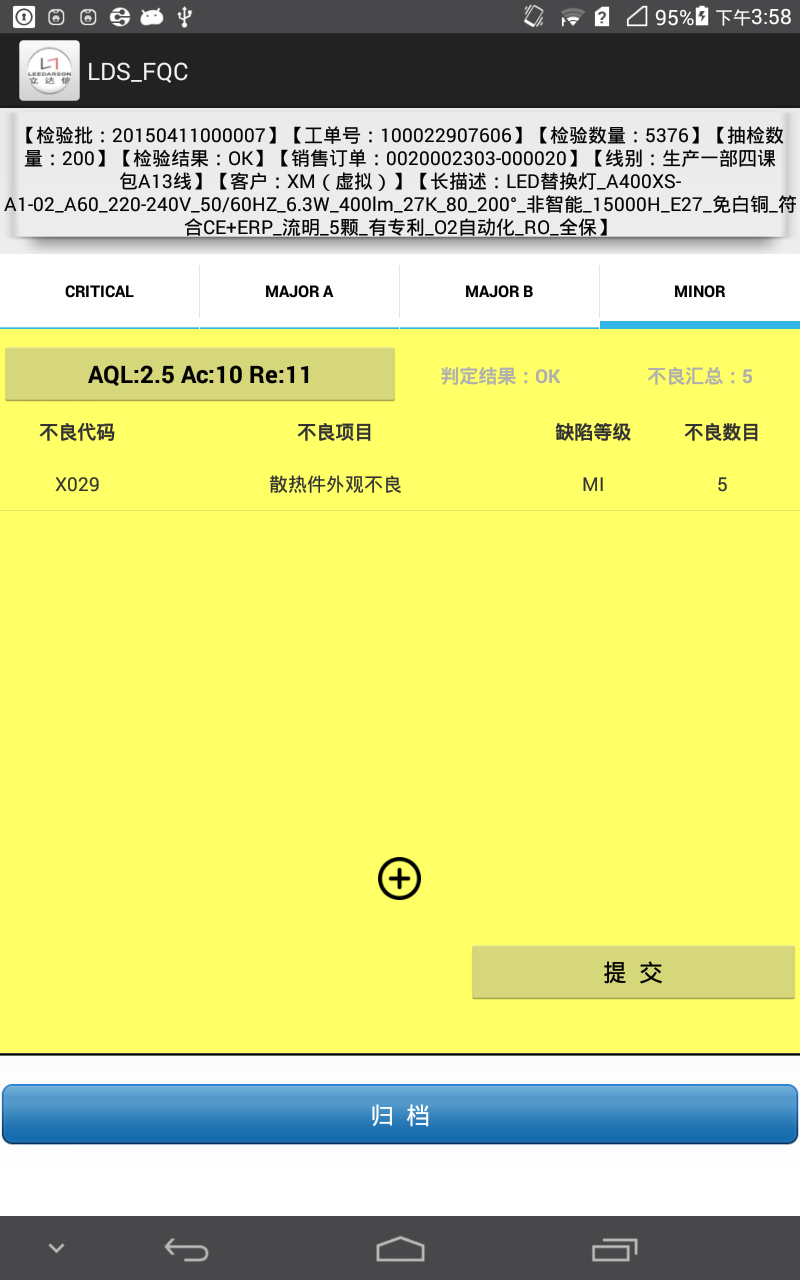 95% 下午3:58
LEEDARSON
立 达 信
LDS_FQC
【检验批：20150411000007】【工单号：100022907606】【检验数量：5376】【抽检数
量：200】【检验结果：OK】【销售订单：0020002303-000020】【线别：生产一部四课
包A13线】【客户：XM（虚拟）】【长描述：LED替换灯_A400XS-
A1-02_A60_220-240V_50/60HZ_6.3W_400lm_27K_80_200°_非智能_15000H_E27_免白铜_符
合CE+ERP_流明_5颗_有专利_O2自动化_RO_全保】
CRITICAL MAJOR A MAJOR B MINOR
AQL:2.5 Ac:10 Re:11 判定结果：OK 不良汇总：5
不良代码 不良项目 缺陷等级 不良数目
X029 散热件外观不良 MI 5
提 交
归 档